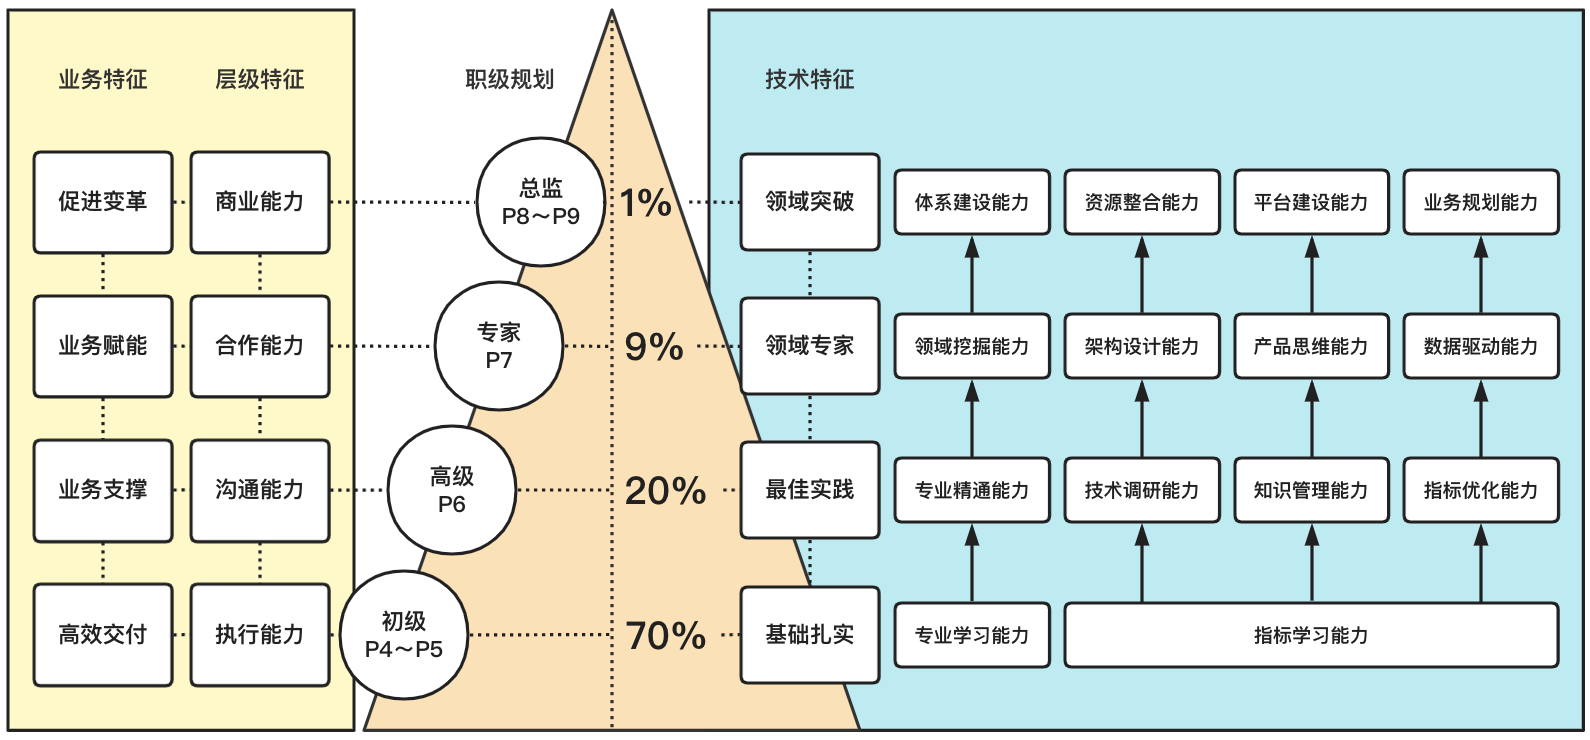 业务特征 层级特征 职级规划 技术特征
促进变革 商业能力 总监 1% 领域突破 体系建设能力 资源整合能力 平台建设能力 业务规划能力
P8～P9
业务赋能 合作能力 专家 9% 领域专家 领域挖掘能力 架构设计能力 产品思维能力 数据驱动能力
P7
业务支撑 沟通能力 高级 20% 最佳实践 专业精通能力 技术调研能力 知识管理能力 指标优化能力
P6
高效交付 执行能力 初级 70% 基础扎实 专业学习能力 指标学习能力
P4～P5